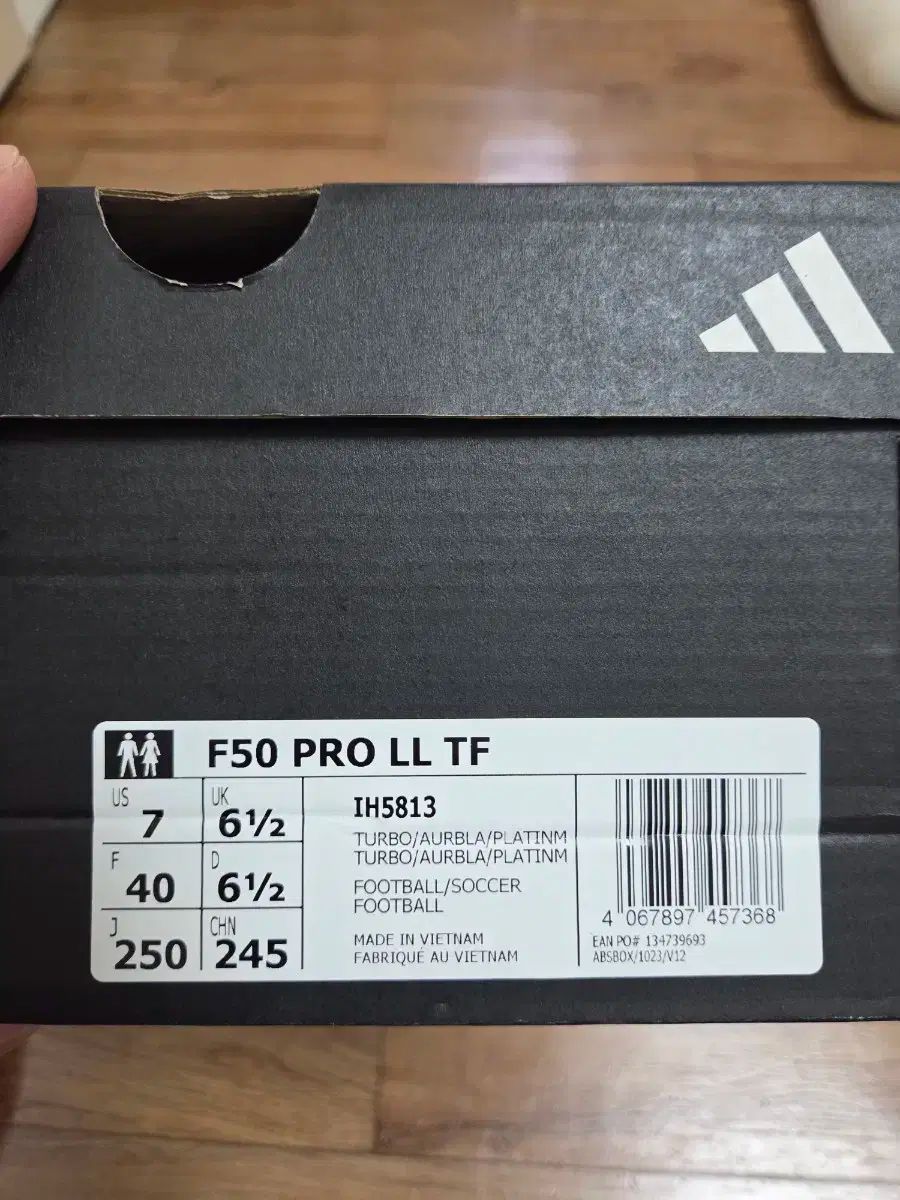 F50 PRO LL TF
US 7
UK 6½
F 40
D 6½
J 250
CHN 245
IH5813
TURBO/AURBLA/PLATINM
TURBO/AURBLA/PLATINM
FOOTBALL/SOCCER
FOOTBALL
MADE IN VIETNAM
FABRIQUÉ AU VIETNAM
4 067897 457368
EAN PO# 134739693
ABSBOX/1023/V12